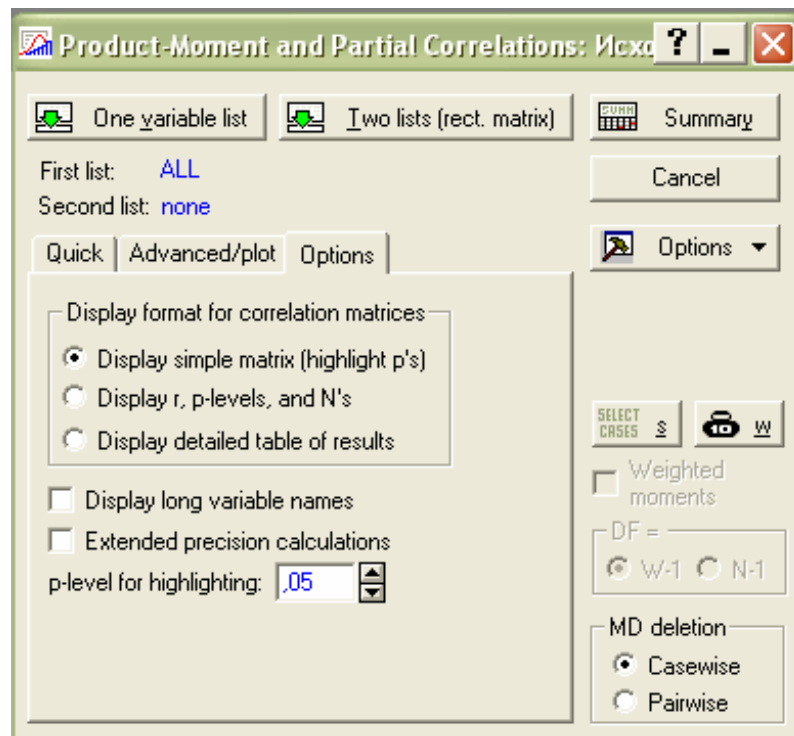 Product-Moment and Partial Correlations: Исхо
One variable list
Two lists (rect. matrix)
SUMM
Summary
First list: ALL
Second list: none
Cancel
Quick
Advanced/plot
Options
Options
Display format for correlation matrices
Display simple matrix (highlight p's)
Display r, p-levels, and N's
Display detailed table of results
SELECT
CASES
S
W
Weighted
moments
Display long variable names
Extended precision calculations
p-level for highlighting: ,05
DF =
W-1
N-1
MD deletion
Casewise
Pairwise